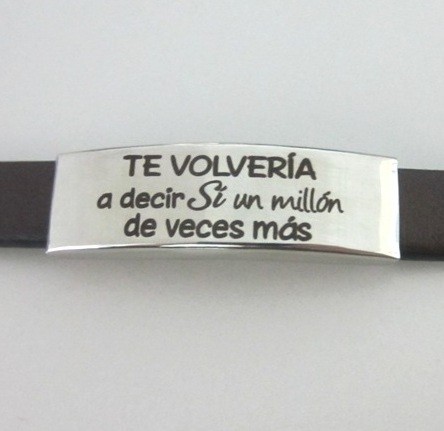 TE VOLVERÍA
a decir Sí un millón
de veces más